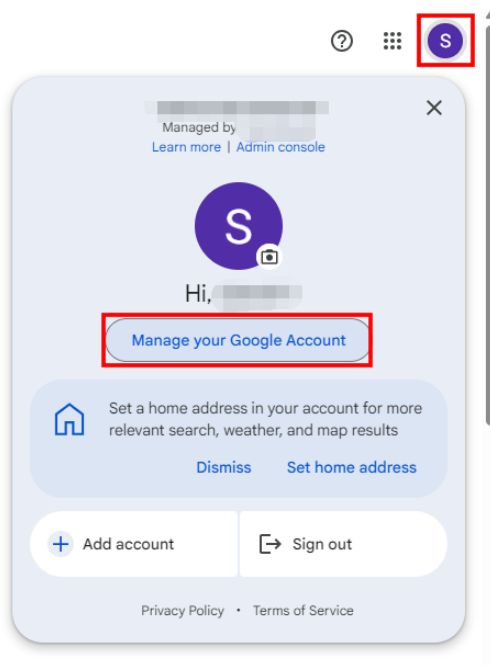 S
Managed by
Learn more | Admin console
S
Hi,
Manage your Google Account
Set a home address in your account for more
relevant search, weather, and map results
Dismiss Set home address
+ Add account Sign out
Privacy Policy • Terms of Service